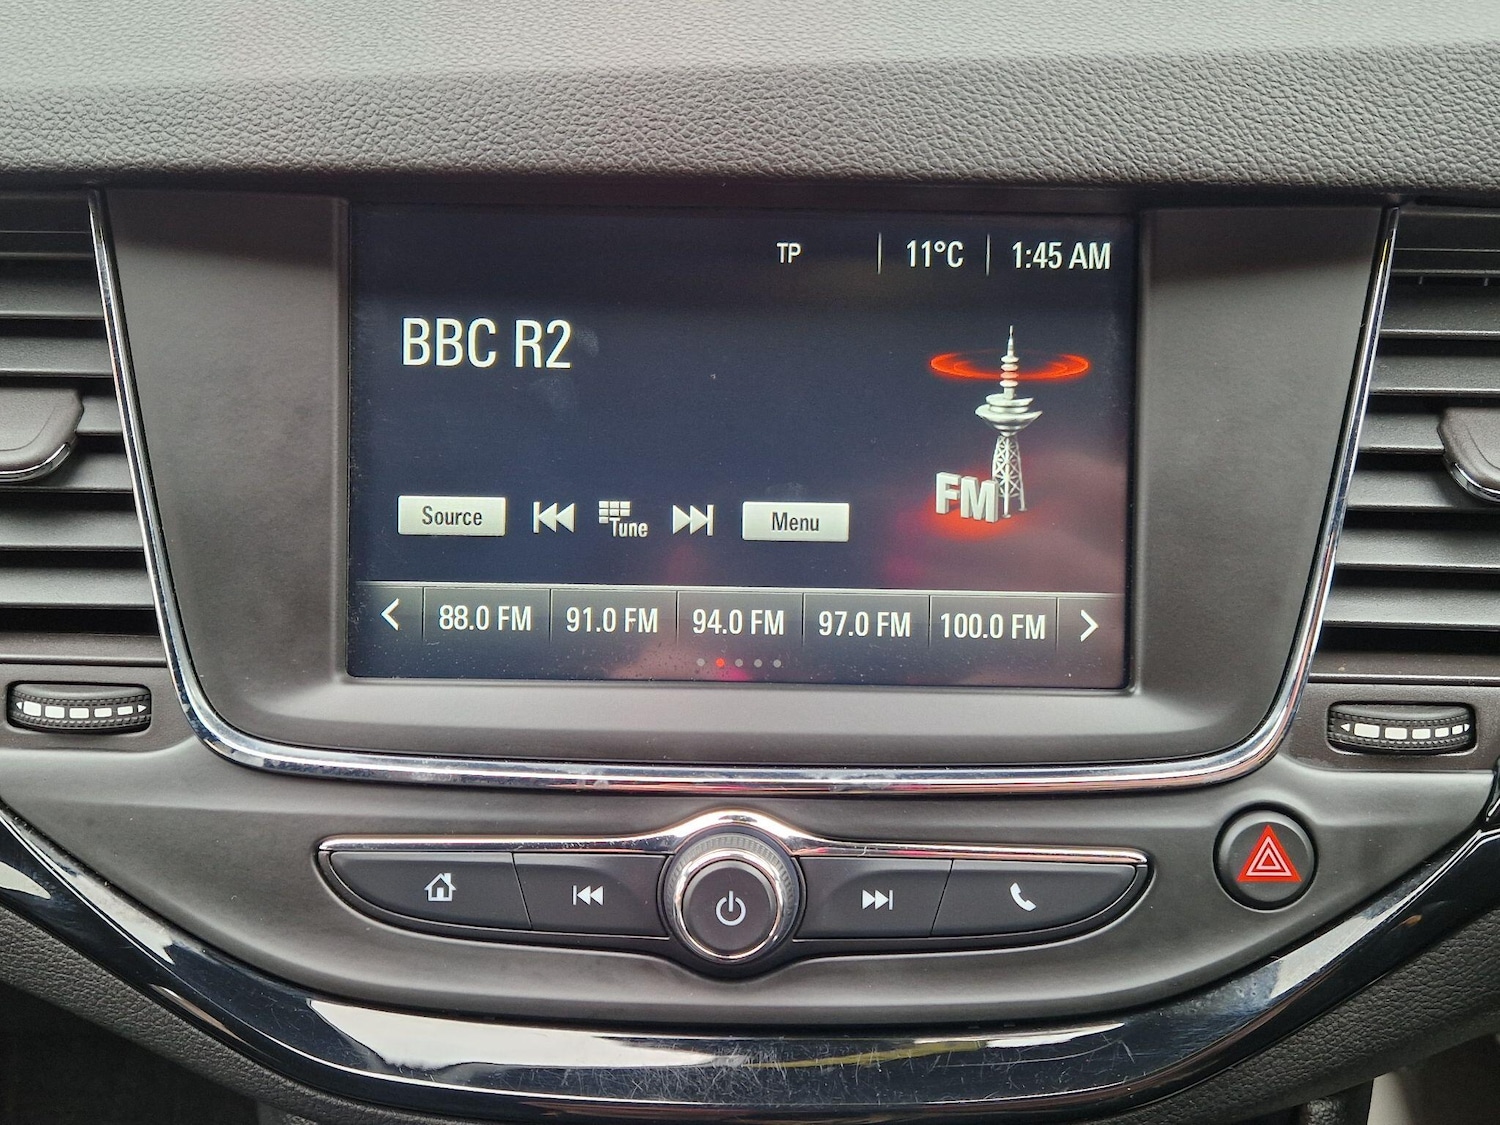 TP 11°C 1:45 AM
BBC R2
FM
Source Tune Menu
88.0 FM 91.0 FM 94.0 FM 97.0 FM 100.0 FM